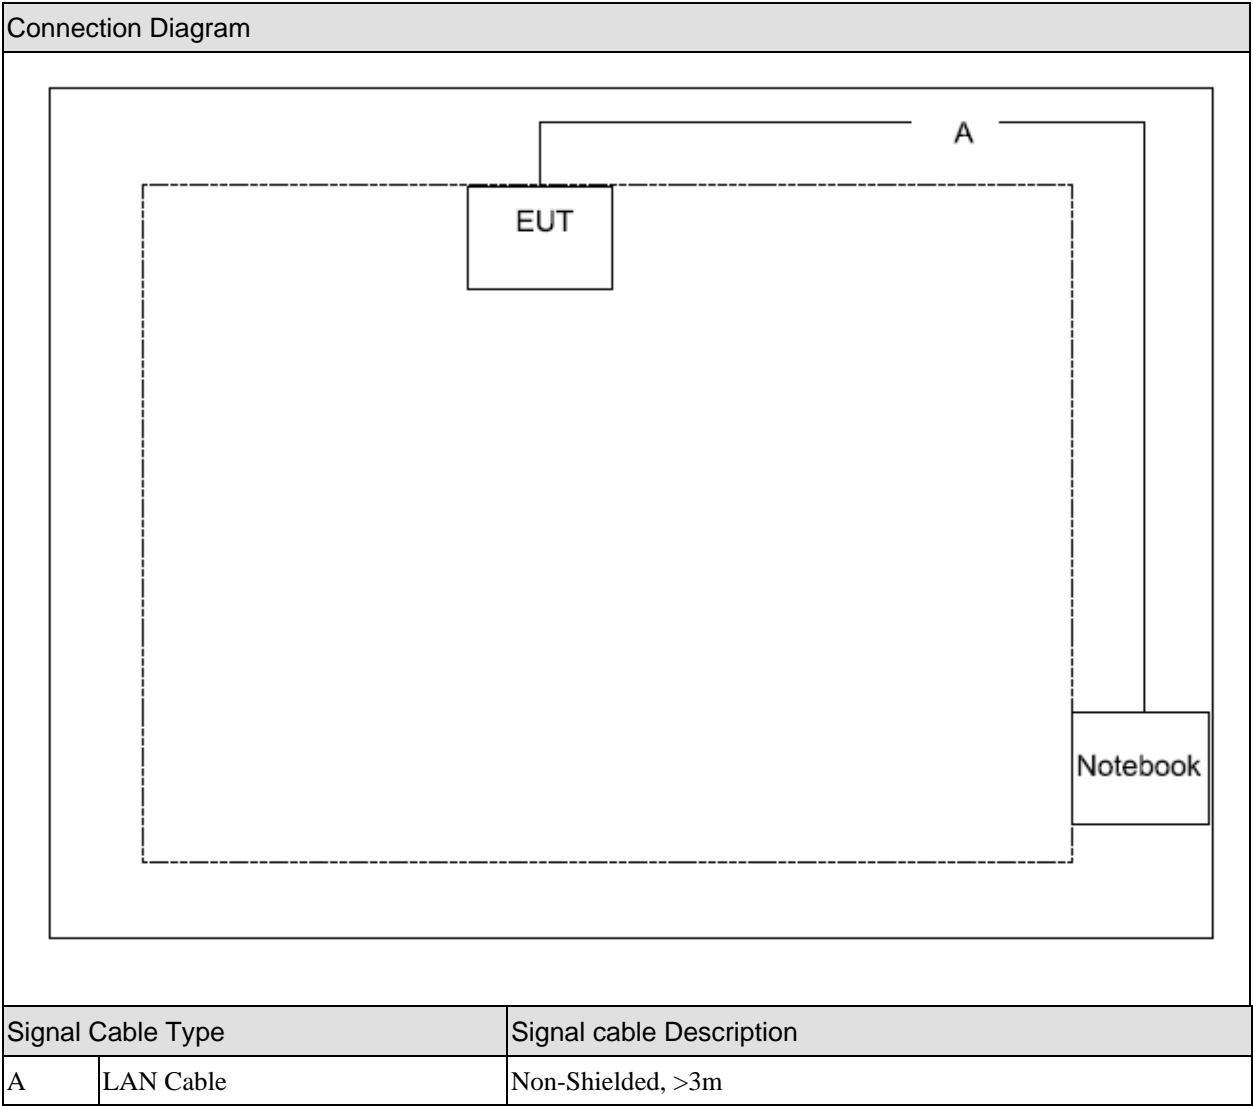 Connection Diagram
A
EUT
Notebook
Signal Cable Type Signal cable Description
A LAN Cable Non-Shielded, >3m